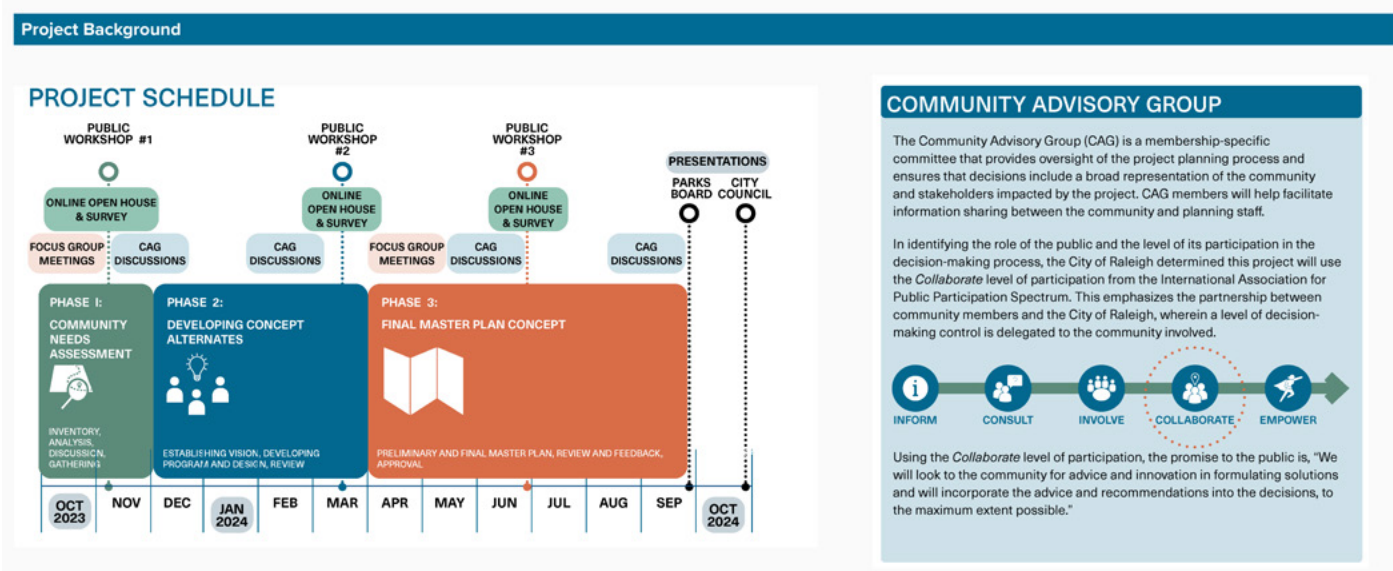 Project Background
PROJECT SCHEDULE
PUBLIC
WORKSHOP #1
PUBLIC
WORKSHOP
#2
PUBLIC
WORKSHOP
#3
PRESENTATIONS
PARKS
BOARD
CITY
COUNCIL
ONLINE OPEN HOUSE
& SURVEY
ONLINE
OPEN HOUSE
& SURVEY
ONLINE
OPEN HOUSE
& SURVEY
FOCUS GROUP
MEETINGS
CAG
DISCUSSIONS
CAG
DISCUSSIONS
FOCUS GROUP
MEETINGS
CAG
DISCUSSIONS
CAG
DISCUSSIONS
PHASE I:
COMMUNITY
NEEDS
ASSESSMENT
INVENTORY,
ANALYSIS,
DISCUSSION,
GATHERING
PHASE 2:
DEVELOPING CONCEPT
ALTERNATES
ESTABLISHING VISION, DEVELOPING
PROGRAM AND DESIGN, REVIEW
PHASE 3:
FINAL MASTER PLAN CONCEPT
PRELIMINARY AND FINAL MASTER PLAN, REVIEW AND FEEDBACK,
APPROVAL
OCT
2023
NOV
DEC
JAN
2024
FEB
MAR
APR
MAY
JUN
JUL
AUG
SEP
OCT
2024
COMMUNITY ADVISORY GROUP
The Community Advisory Group (CAG) is a membership-specific
committee that provides oversight of the project planning process and
ensures that decisions include a broad representation of the community
and stakeholders impacted by the project. CAG members will help facilitate
information sharing between the community and planning staff.
In identifying the role of the public and the level of its participation in the
decision-making process, the City of Raleigh determined this project will use
the Collaborate level of participation from the International Association for
Public Participation Spectrum. This emphasizes the partnership between
community members and the City of Raleigh, wherein a level of decision-
making control is delegated to the community involved.
INFORM
CONSULT
INVOLVE
COLLABORATE
EMPOWER
Using the Collaborate level of participation, the promise to the public is, "We
will look to the community for advice and innovation in formulating solutions
and will incorporate the advice and recommendations into the decisions, to
the maximum extent possible."